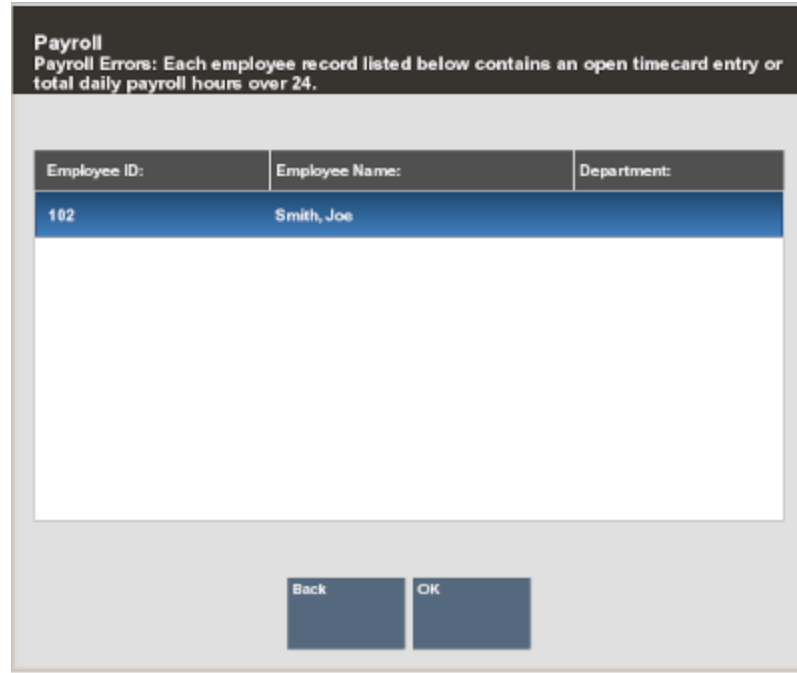 Payroll
Payroll Errors: Each employee record listed below contains an open timecard entry or
total daily payroll hours over 24.
Employee ID: Employee Name: Department:
102 Smith, Joe
Back OK